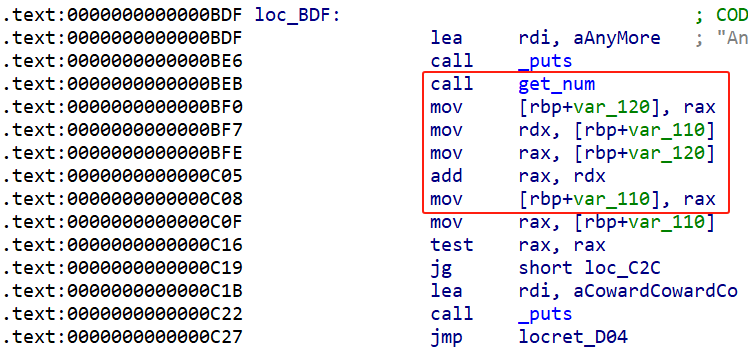 .text:0000000000000BDF loc_BDF: ; COD
.text:0000000000000BDF lea rdi, aAnyMore ; "An
.text:0000000000000BE6 call _puts
.text:0000000000000BEB call get_num
.text:0000000000000BF0 mov [rbp+var_120], rax
.text:0000000000000BF7 mov rdx, [rbp+var_110]
.text:0000000000000BFE mov rax, [rbp+var_120]
.text:0000000000000C05 add rax, rdx
.text:0000000000000C08 mov [rbp+var_110], rax
.text:0000000000000C0F mov rax, [rbp+var_110]
.text:0000000000000C16 test rax, rax
.text:0000000000000C19 jg short loc_C2C
.text:0000000000000C1B lea rdi, aCowardCowardCo
.text:0000000000000C22 call _puts
.text:0000000000000C27 jmp locret_D04